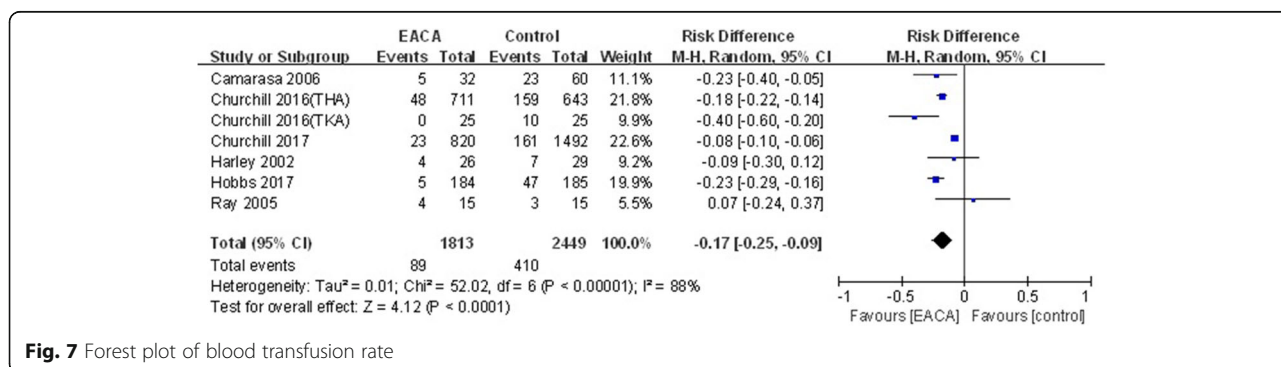 EACA Control Risk Difference Risk Difference
Study or Subgroup Events Total Events Total Weight M-H, Random, 95% CI M-H, Random, 95% CI
Camarasa 2006 5 32 23 60 11.1% -0.23 [-0.40, -0.05]
Churchill 2016(THA) 48 711 159 643 21.8% -0.18 [-0.22, -0.14]
Churchill 2016(TKA) 0 25 10 25 9.9% -0.40 [-0.60, -0.20]
Churchill 2017 23 820 161 1492 22.6% -0.08 [-0.10, -0.06]
Harley 2002 4 26 7 29 9.2% -0.09 [-0.30, 0.12]
Hobbs 2017 5 184 47 185 19.9% -0.23 [-0.29, -0.16]
Ray 2005 4 15 3 15 5.5% 0.07 [-0.24, 0.37]
Total (95% CI) 1813 2449 100.0% -0.17 [-0.25, -0.09]
Total events 89 410
Heterogeneity: Tau² = 0.01; Chi² = 52.02, df = 6 (P < 0.00001); I² = 88%
Test for overall effect: Z = 4.12 (P < 0.0001)
-1 -0.5 0 0.5 1
Favours [EACA] Favours [control]
Fig. 7 Forest plot of blood transfusion rate